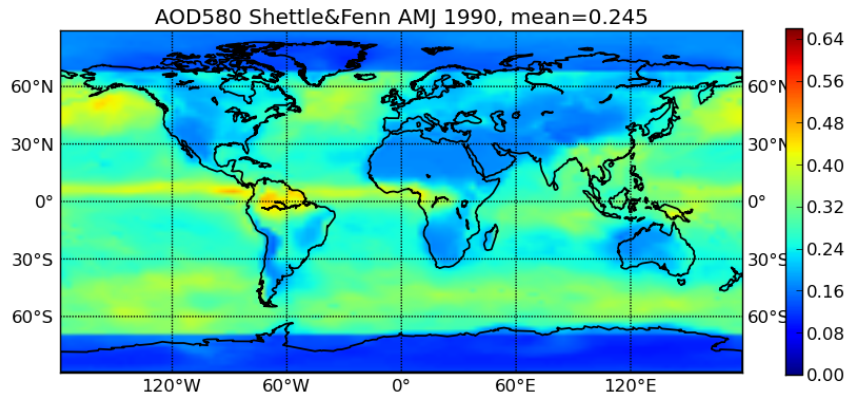 AOD580 Shettle&Fenn AMJ 1990, mean=0.245
0.64
60°N 60°N 0.56
0.48
30°N 30°N 0.40
0° 0° 0.32
0.24
30°S 30°S 0.16
60°S 60°S 0.08
0.00
120°W 60°W 0° 60°E 120°E